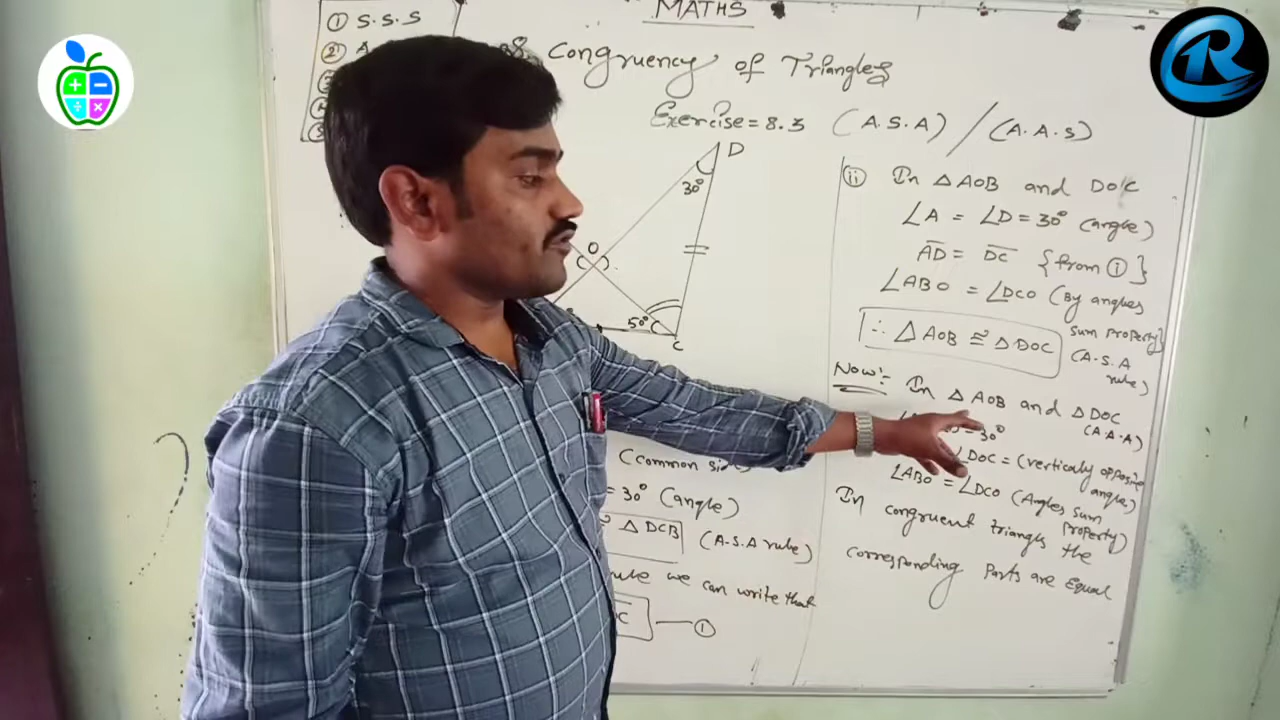 MATHS
① S.S.S
② A
Congruency of Triangles
Exercise = 8.3 (A.S.A) / (A.A.S)
D
30°
O
50°
C
(common side)
= 30° (angle)
△ DCB (A.S.A rule)
rule we can write that
C — ①
ⅱ In △AOB and DOC
∠A = ∠D = 30° (angle)
AD = DC {from ①}
∠ABO = ∠DCO (By angles
sum property)
∴ △AOB ≅ △DOC (A.S.A
rule)
Now:- In △AOB and △DOC
(A.A.A)
= 30°
∠DOC = (vertically opposite
angle)
∠ABO = ∠DCO (Angles sum
property)
In congruent triangles the
corresponding parts are equal
R